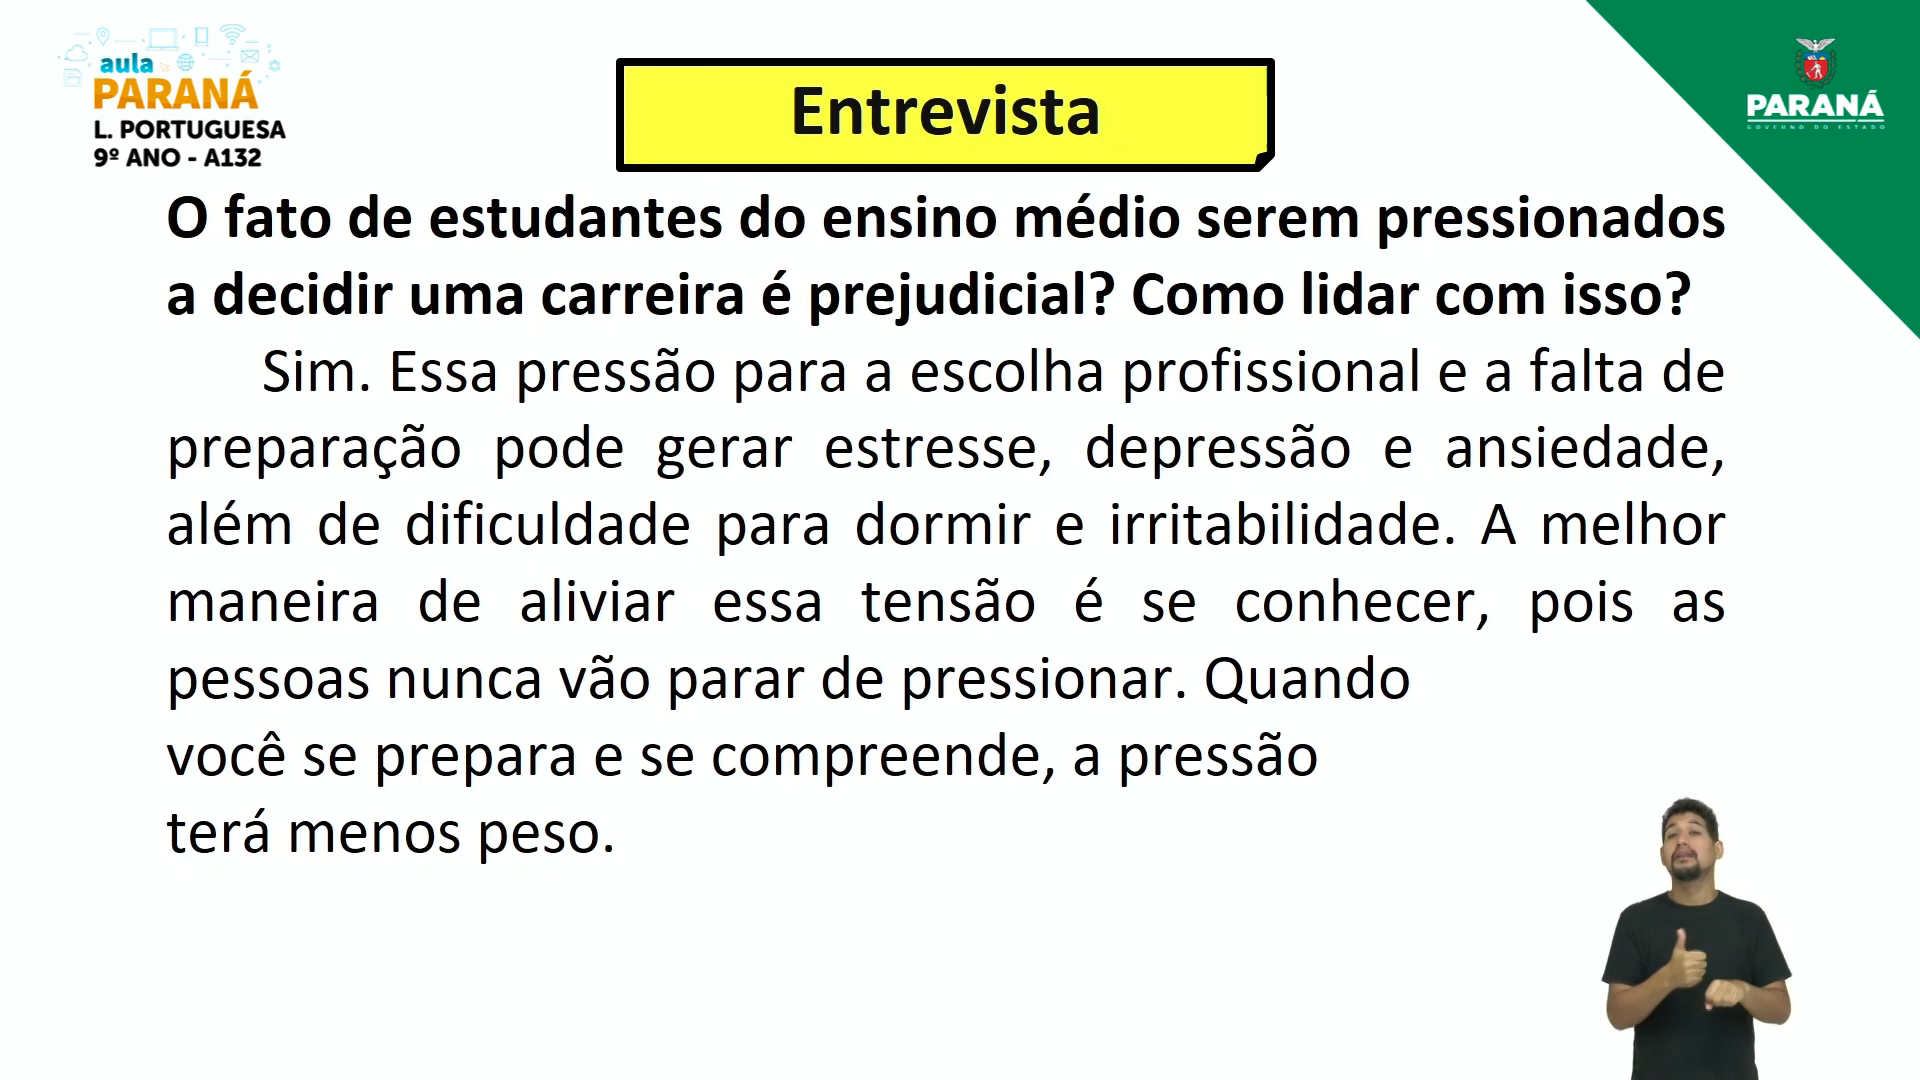 aula
PARANÁ
L. PORTUGUESA
9º ANO - A132
Entrevista
PARANÁ
GOVERNO DO ESTADO
O fato de estudantes do ensino médio serem pressionados
a decidir uma carreira é prejudicial? Como lidar com isso?
Sim. Essa pressão para a escolha profissional e a falta de
preparação pode gerar estresse, depressão e ansiedade,
além de dificuldade para dormir e irritabilidade. A melhor
maneira de aliviar essa tensão é se conhecer, pois as
pessoas nunca vão parar de pressionar. Quando
você se prepara e se compreende, a pressão
terá menos peso.